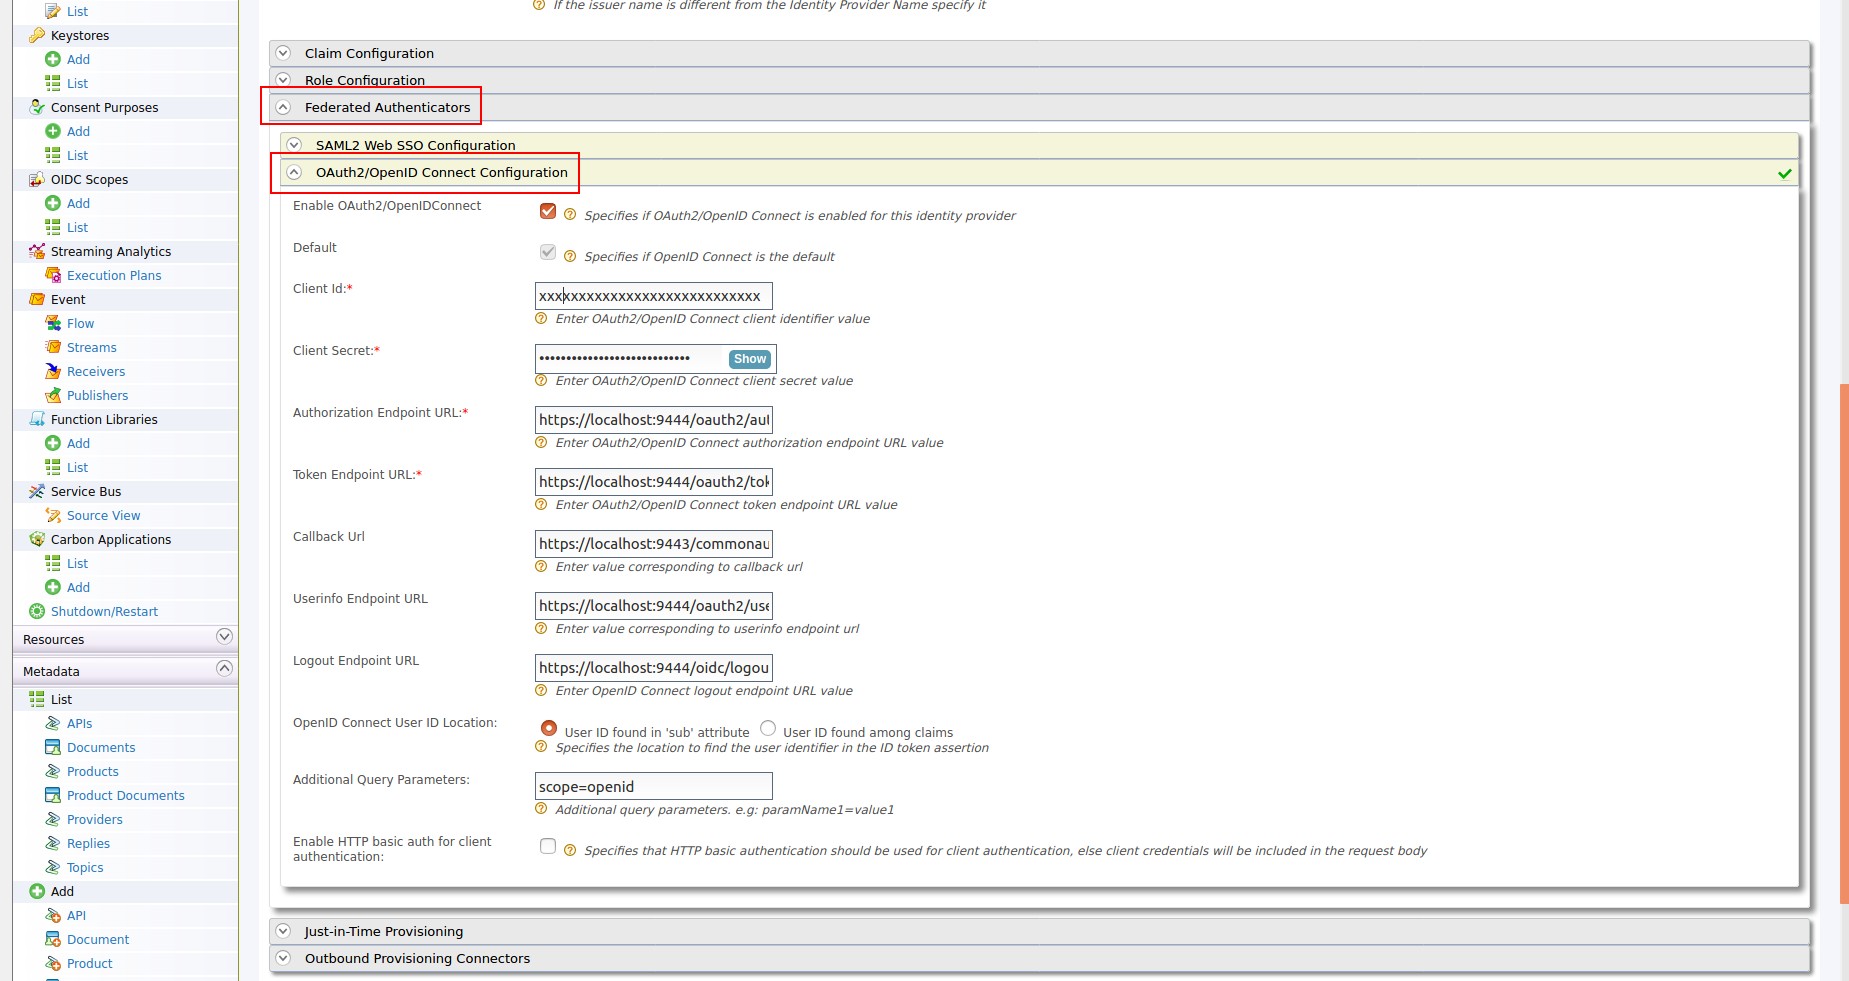 List
Keystores
Add
List
Consent Purposes
Add
List
OIDC Scopes
Add
List
Streaming Analytics
Execution Plans
Event
Flow
Streams
Receivers
Publishers
Function Libraries
Add
List
Service Bus
Source View
Carbon Applications
List
Add
Shutdown/Restart
Resources
Metadata
List
APIs
Documents
Products
Product Documents
Providers
Replies
Topics
Add
API
Document
Product
If the issuer name is different from the Identity Provider Name specify it
Claim Configuration
Role Configuration
Federated Authenticators
SAML2 Web SSO Configuration
OAuth2/OpenID Connect Configuration
Enable OAuth2/OpenIDConnect
Specifies if OAuth2/OpenID Connect is enabled for this identity provider
Default
Specifies if OpenID Connect is the default
Client Id:*
xxxxxxxxxxxxxxxxxxxxxxxxxxxx
Enter OAuth2/OpenID Connect client identifier value
Client Secret:*
•••••••••••••••••••••••••••• Show
Enter OAuth2/OpenID Connect client secret value
Authorization Endpoint URL:*
https://localhost:9444/oauth2/aut
Enter OAuth2/OpenID Connect authorization endpoint URL value
Token Endpoint URL:*
https://localhost:9444/oauth2/tok
Enter OAuth2/OpenID Connect token endpoint URL value
Callback Url
https://localhost:9443/commonau
Enter value corresponding to callback url
Userinfo Endpoint URL
https://localhost:9444/oauth2/use
Enter value corresponding to userinfo endpoint url
Logout Endpoint URL
https://localhost:9444/oidc/logou
Enter OpenID Connect logout endpoint URL value
OpenID Connect User ID Location:
User ID found in 'sub' attribute User ID found among claims
Specifies the location to find the user identifier in the ID token assertion
Additional Query Parameters:
scope=openid
Additional query parameters. e.g: paramName1=value1
Enable HTTP basic auth for client
authentication:
Specifies that HTTP basic authentication should be used for client authentication, else client credentials will be included in the request body
Just-in-Time Provisioning
Outbound Provisioning Connectors